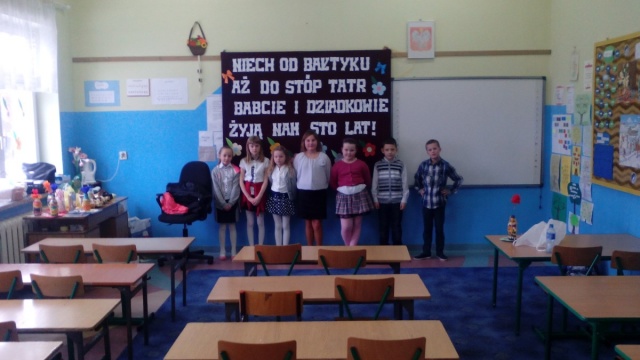 NIECH OD BAŁTYKU
AŻ DO STÓP TATR
BABCIE I DZIADKOWIE
ŻYJĄ NAM STO LAT!